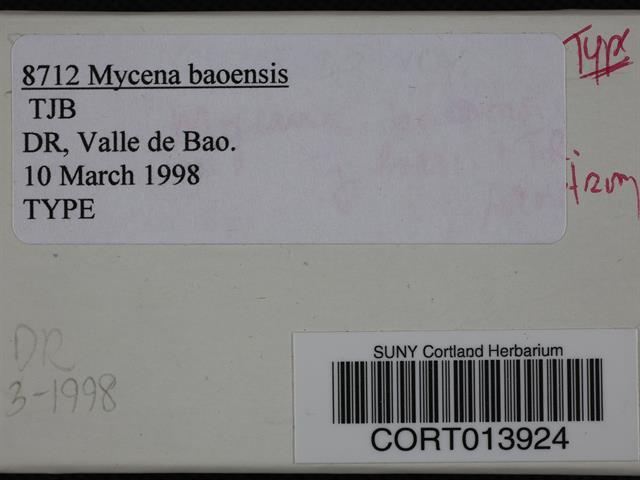 8712 Mycena baoensis
TJB
DR, Valle de Bao.
10 March 1998
TYPE
Type
DR
3-1998
SUNY Cortland Herbarium
CORT013924